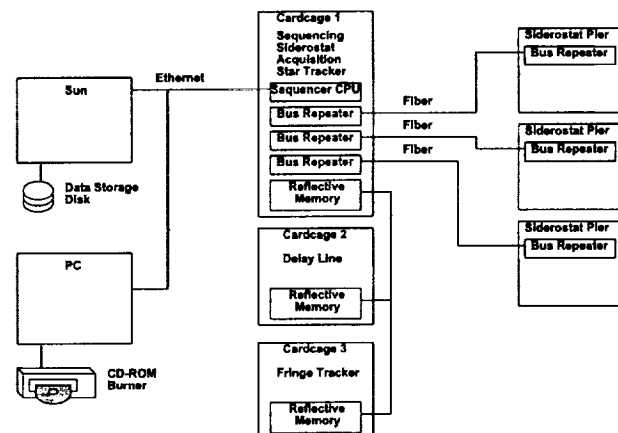 Cardcage 1
Sequencing
Siderostat
Acquisition
Star Tracker
Sequencer CPU
Bus Repeater
Bus Repeater
Bus Repeater
Reflective
Memory
Ethernet
Sun
Data Storage
Disk
PC
CD-ROM
Burner
Cardcage 2
Delay Line
Reflective
Memory
Cardcage 3
Fringe Tracker
Reflective
Memory
Fiber
Fiber
Fiber
Siderostat Pier
Bus Repeater
Siderostat Pier
Bus Repeater
Siderostat Pier
Bus Repeater